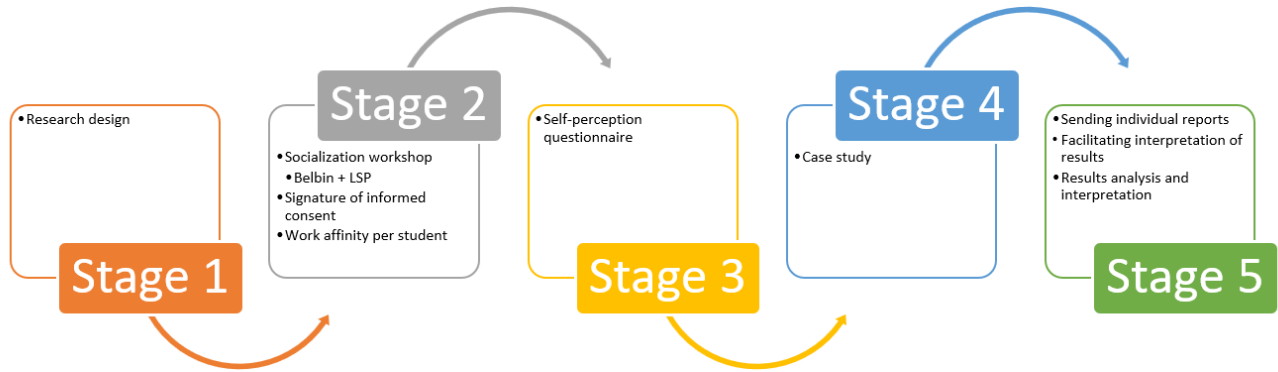 •Research design
Stage 1
Stage 2
•Socialization workshop
•Belbin + LSP
•Signature of informed
consent
•Work affinity per student
•Self-perception
questionnaire
Stage 3
Stage 4
•Case study
•Sending individual reports
•Facilitating interpretation of
results
•Results analysis and
interpretation
Stage 5